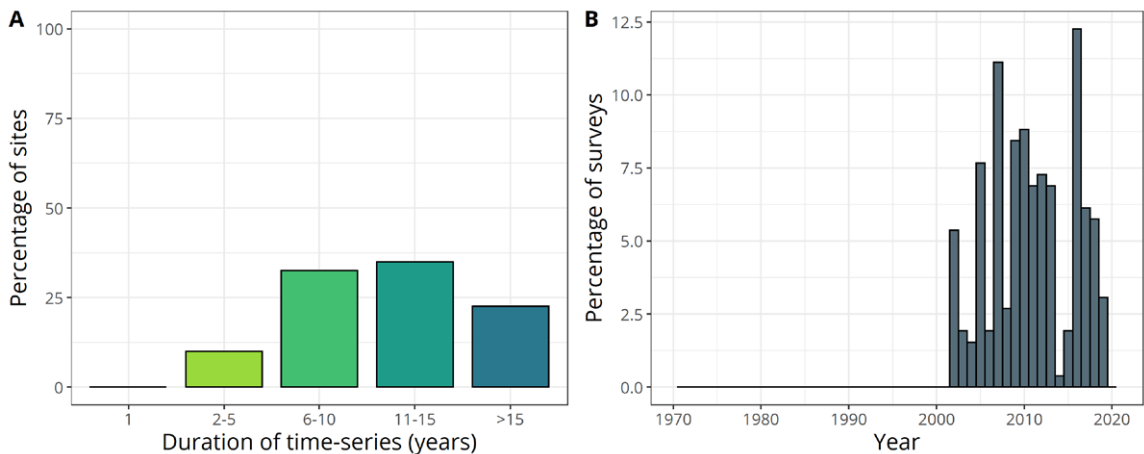 A
Percentage of sites
100
75
50
25
0
1 2-5 6-10 11-15 >15
Duration of time-series (years)
B
Percentage of surveys
12.5
10.0
7.5
5.0
2.5
0.0
1970 1980 1990 2000 2010 2020
Year